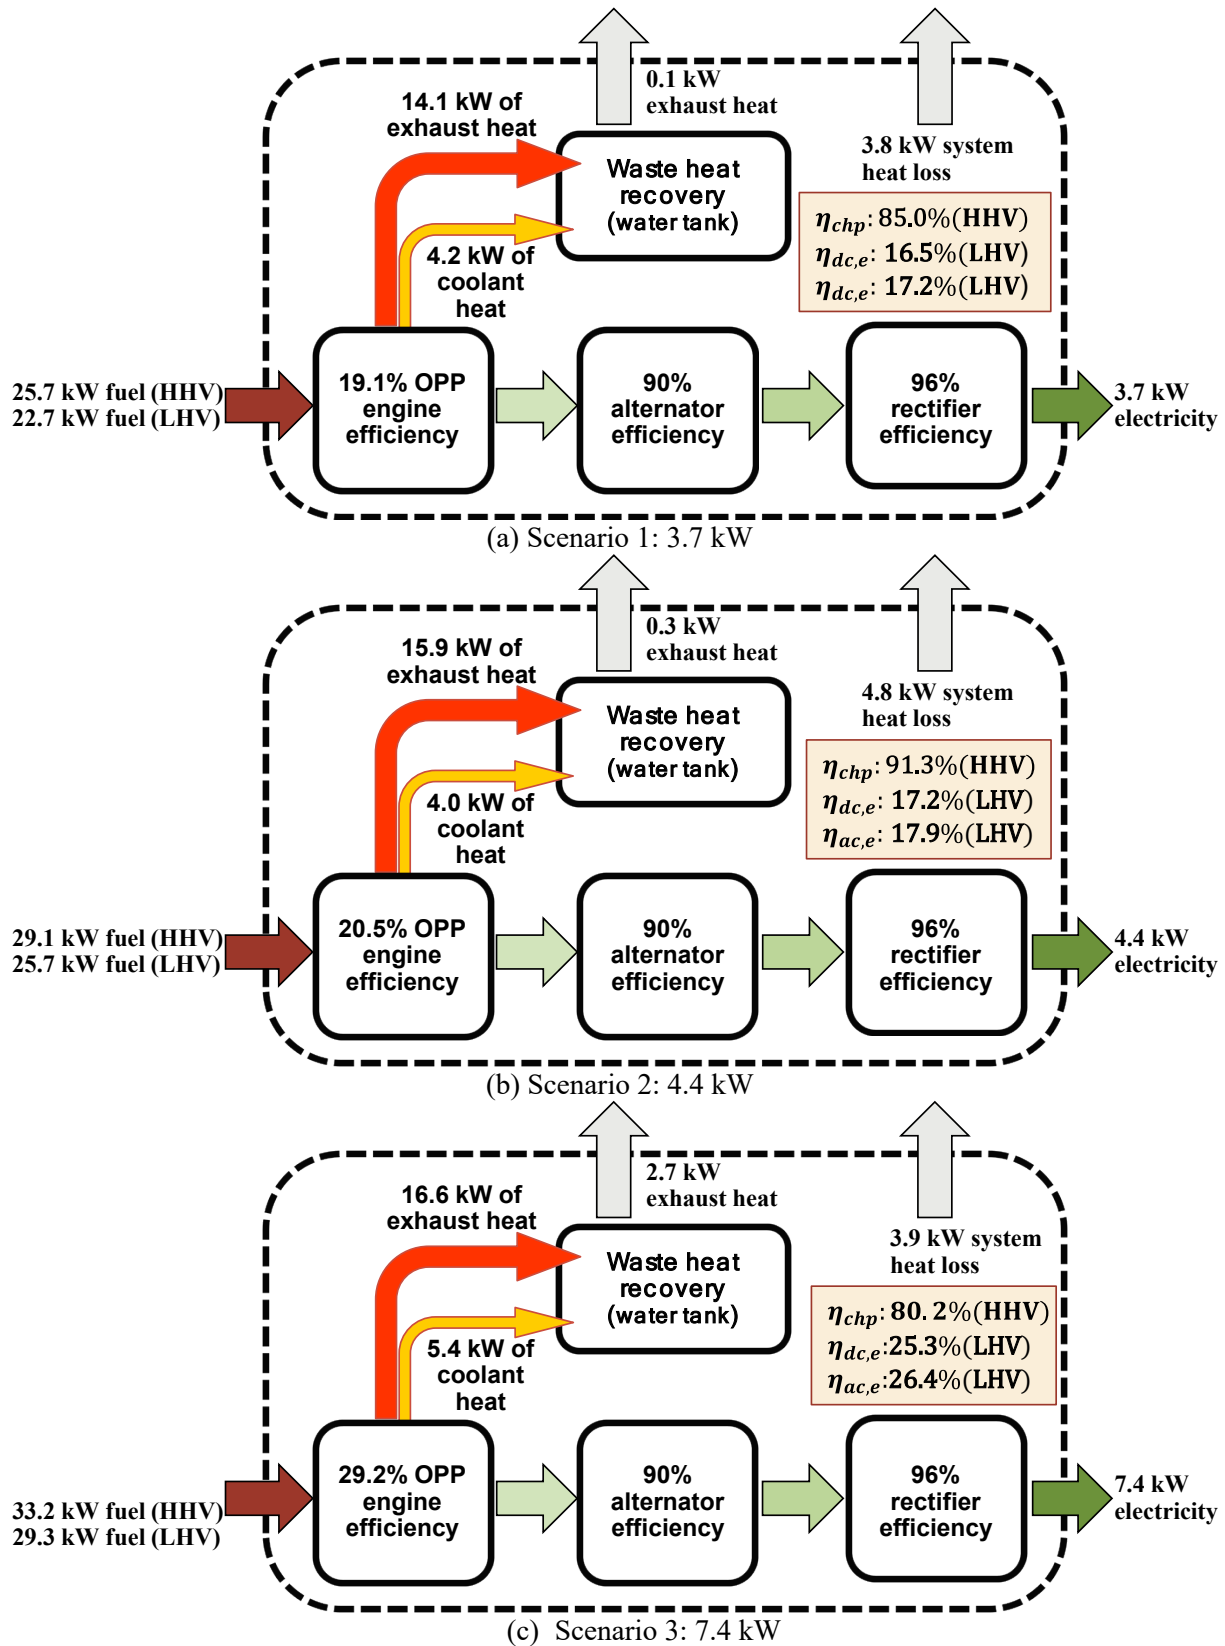 0.1 kW
exhaust heat
14.1 kW of
exhaust heat
3.8 kW system
heat loss
Waste heat
recovery
(water tank)
η_chp: 85.0%(HHV)
η_dc,e: 16.5%(LHV)
η_dc,e: 17.2%(LHV)
4.2 kW of
coolant
heat
25.7 kW fuel (HHV)
22.7 kW fuel (LHV)
19.1% OPP
engine
efficiency
90%
alternator
efficiency
96%
rectifier
efficiency
3.7 kW
electricity
(a) Scenario 1: 3.7 kW
0.3 kW
exhaust heat
15.9 kW of
exhaust heat
4.8 kW system
heat loss
Waste heat
recovery
(water tank)
η_chp: 91.3%(HHV)
η_dc,e: 17.2%(LHV)
η_ac,e: 17.9%(LHV)
4.0 kW of
coolant
heat
29.1 kW fuel (HHV)
25.7 kW fuel (LHV)
20.5% OPP
engine
efficiency
90%
alternator
efficiency
96%
rectifier
efficiency
4.4 kW
electricity
(b) Scenario 2: 4.4 kW
2.7 kW
exhaust heat
16.6 kW of
exhaust heat
3.9 kW system
heat loss
Waste heat
recovery
(water tank)
η_chp: 80.2%(HHV)
η_dc,e:25.3%(LHV)
η_ac,e:26.4%(LHV)
5.4 kW of
coolant
heat
33.2 kW fuel (HHV)
29.3 kW fuel (LHV)
29.2% OPP
engine
efficiency
90%
alternator
efficiency
96%
rectifier
efficiency
7.4 kW
electricity
(c) Scenario 3: 7.4 kW